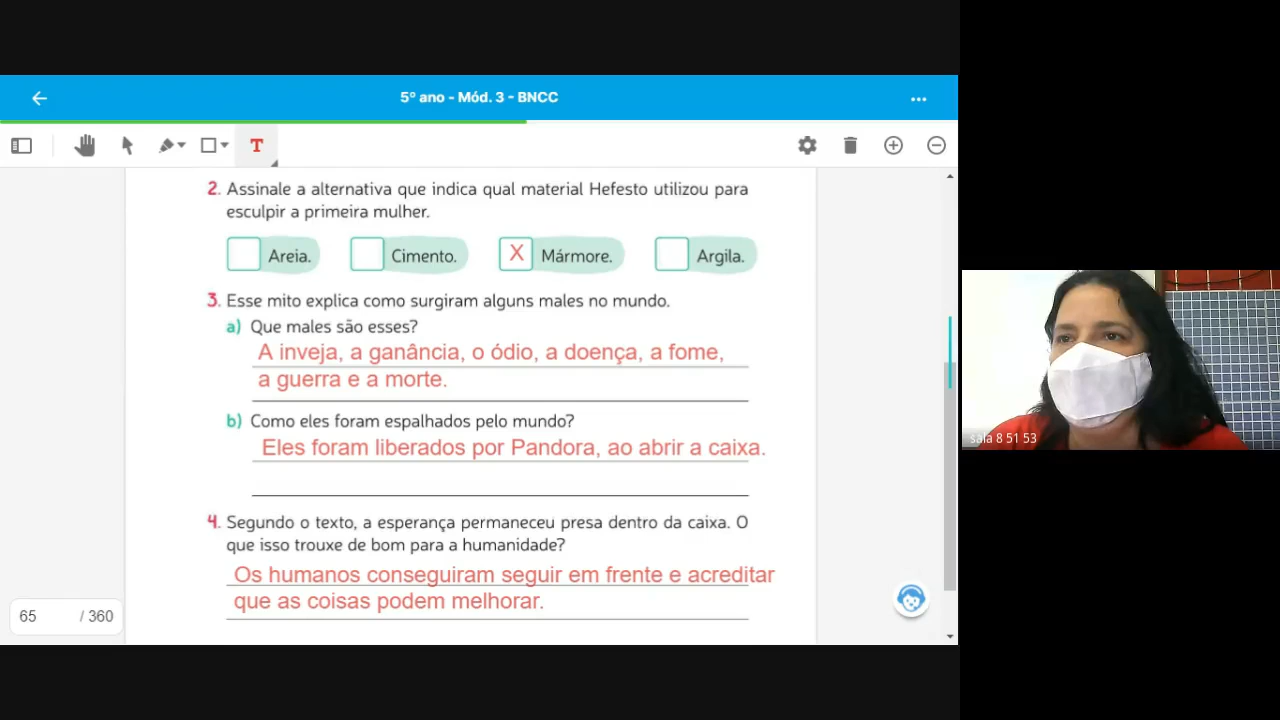 5º ano - Mód. 3 - BNCC
T
2. Assinale a alternativa que indica qual material Hefesto utilizou para
esculpir a primeira mulher.
Areia. Cimento. X Mármore. Argila.
3. Esse mito explica como surgiram alguns males no mundo.
a) Que males são esses?
A inveja, a ganância, o ódio, a doença, a fome,
a guerra e a morte.
b) Como eles foram espalhados pelo mundo?
Eles foram liberados por Pandora, ao abrir a caixa.
4. Segundo o texto, a esperança permaneceu presa dentro da caixa. O
que isso trouxe de bom para a humanidade?
Os humanos conseguiram seguir em frente e acreditar
que as coisas podem melhorar.
65 / 360
sala 8 51 53